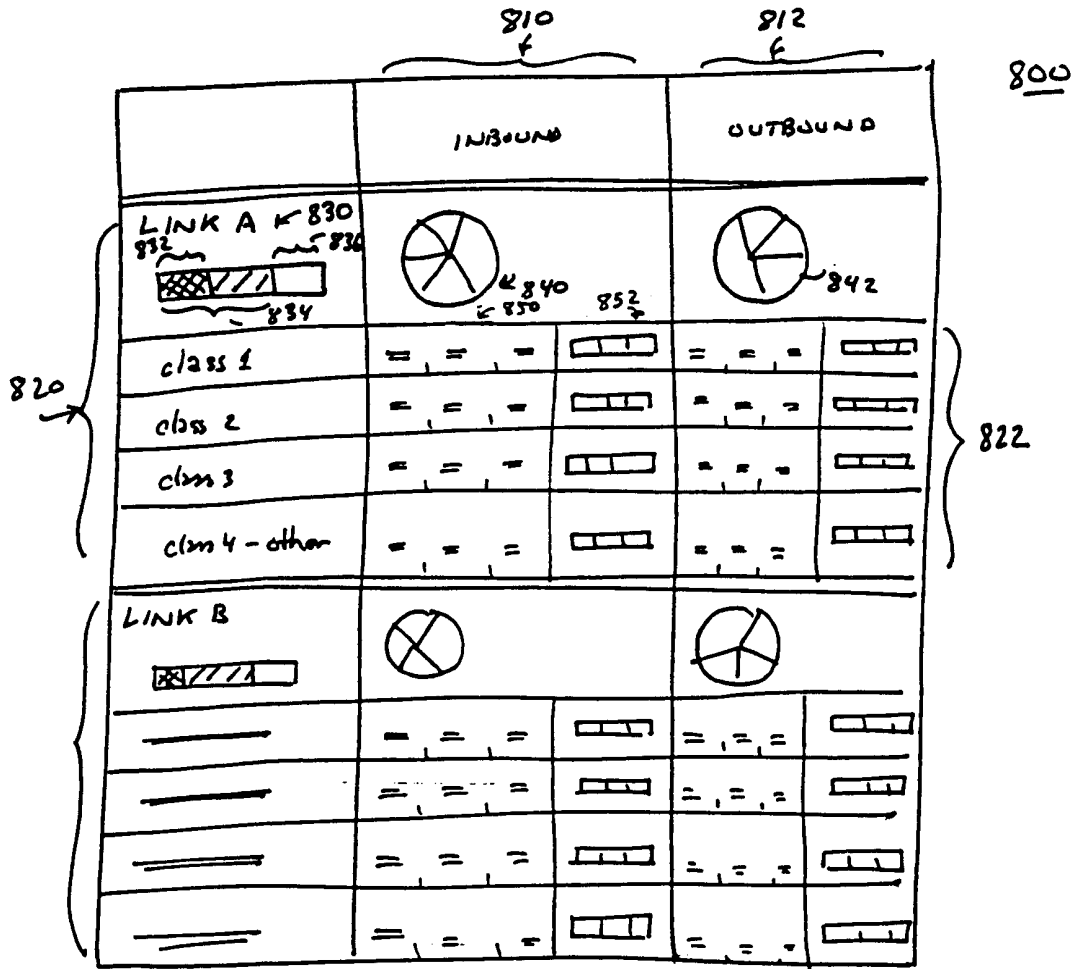 810 812
800
INBOUND OUTBOUND
LINK A 830
832 836
840 842
834 850 852
class 1
820
class 2
822
class 3
class 4 - other
LINK B